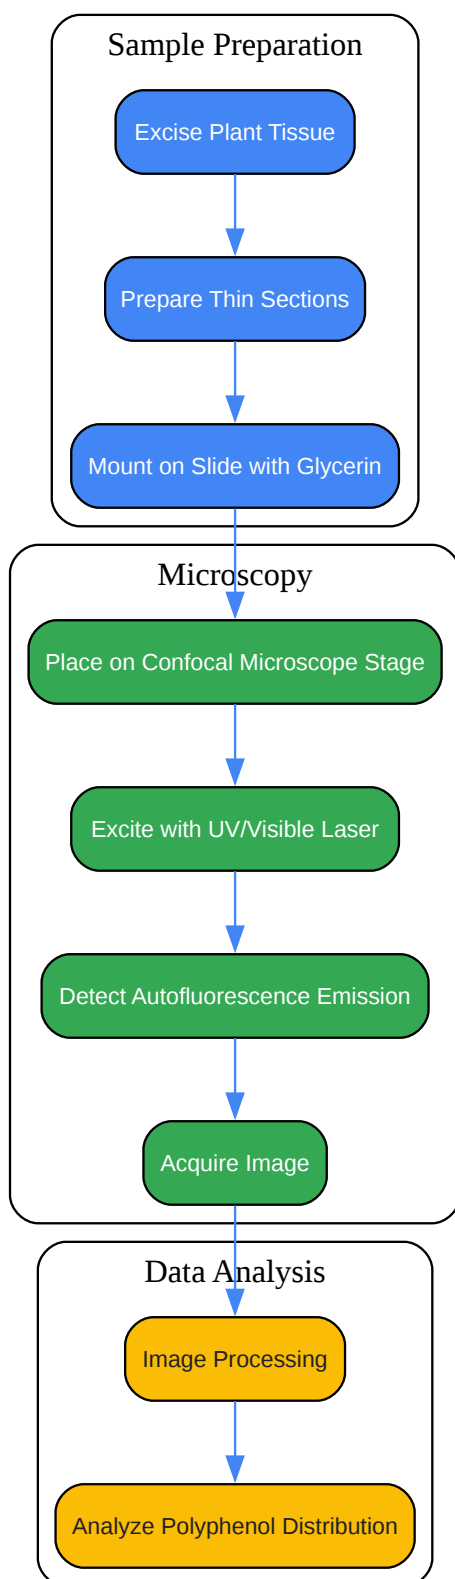 Sample Preparation
Excise Plant Tissue
Prepare Thin Sections
Mount on Slide with Glycerin
Microscopy
Place on Confocal Microscope Stage
Excite with UV/Visible Laser
Detect Autofluorescence Emission
Acquire Image
Data Analysis
Image Processing
Analyze Polyphenol Distribution